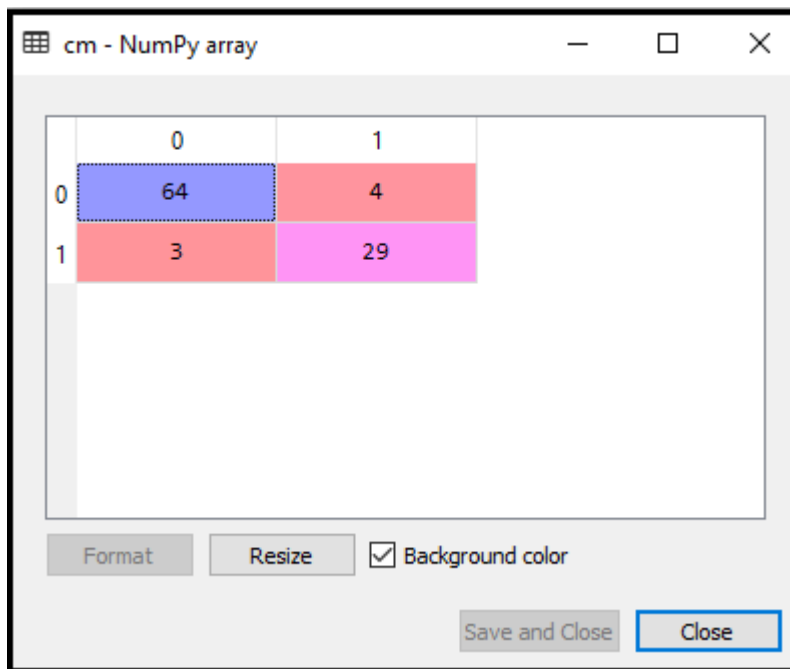 cm - NumPy array
0 1
0 64 4
1 3 29
Format Resize Background color
Save and Close Close